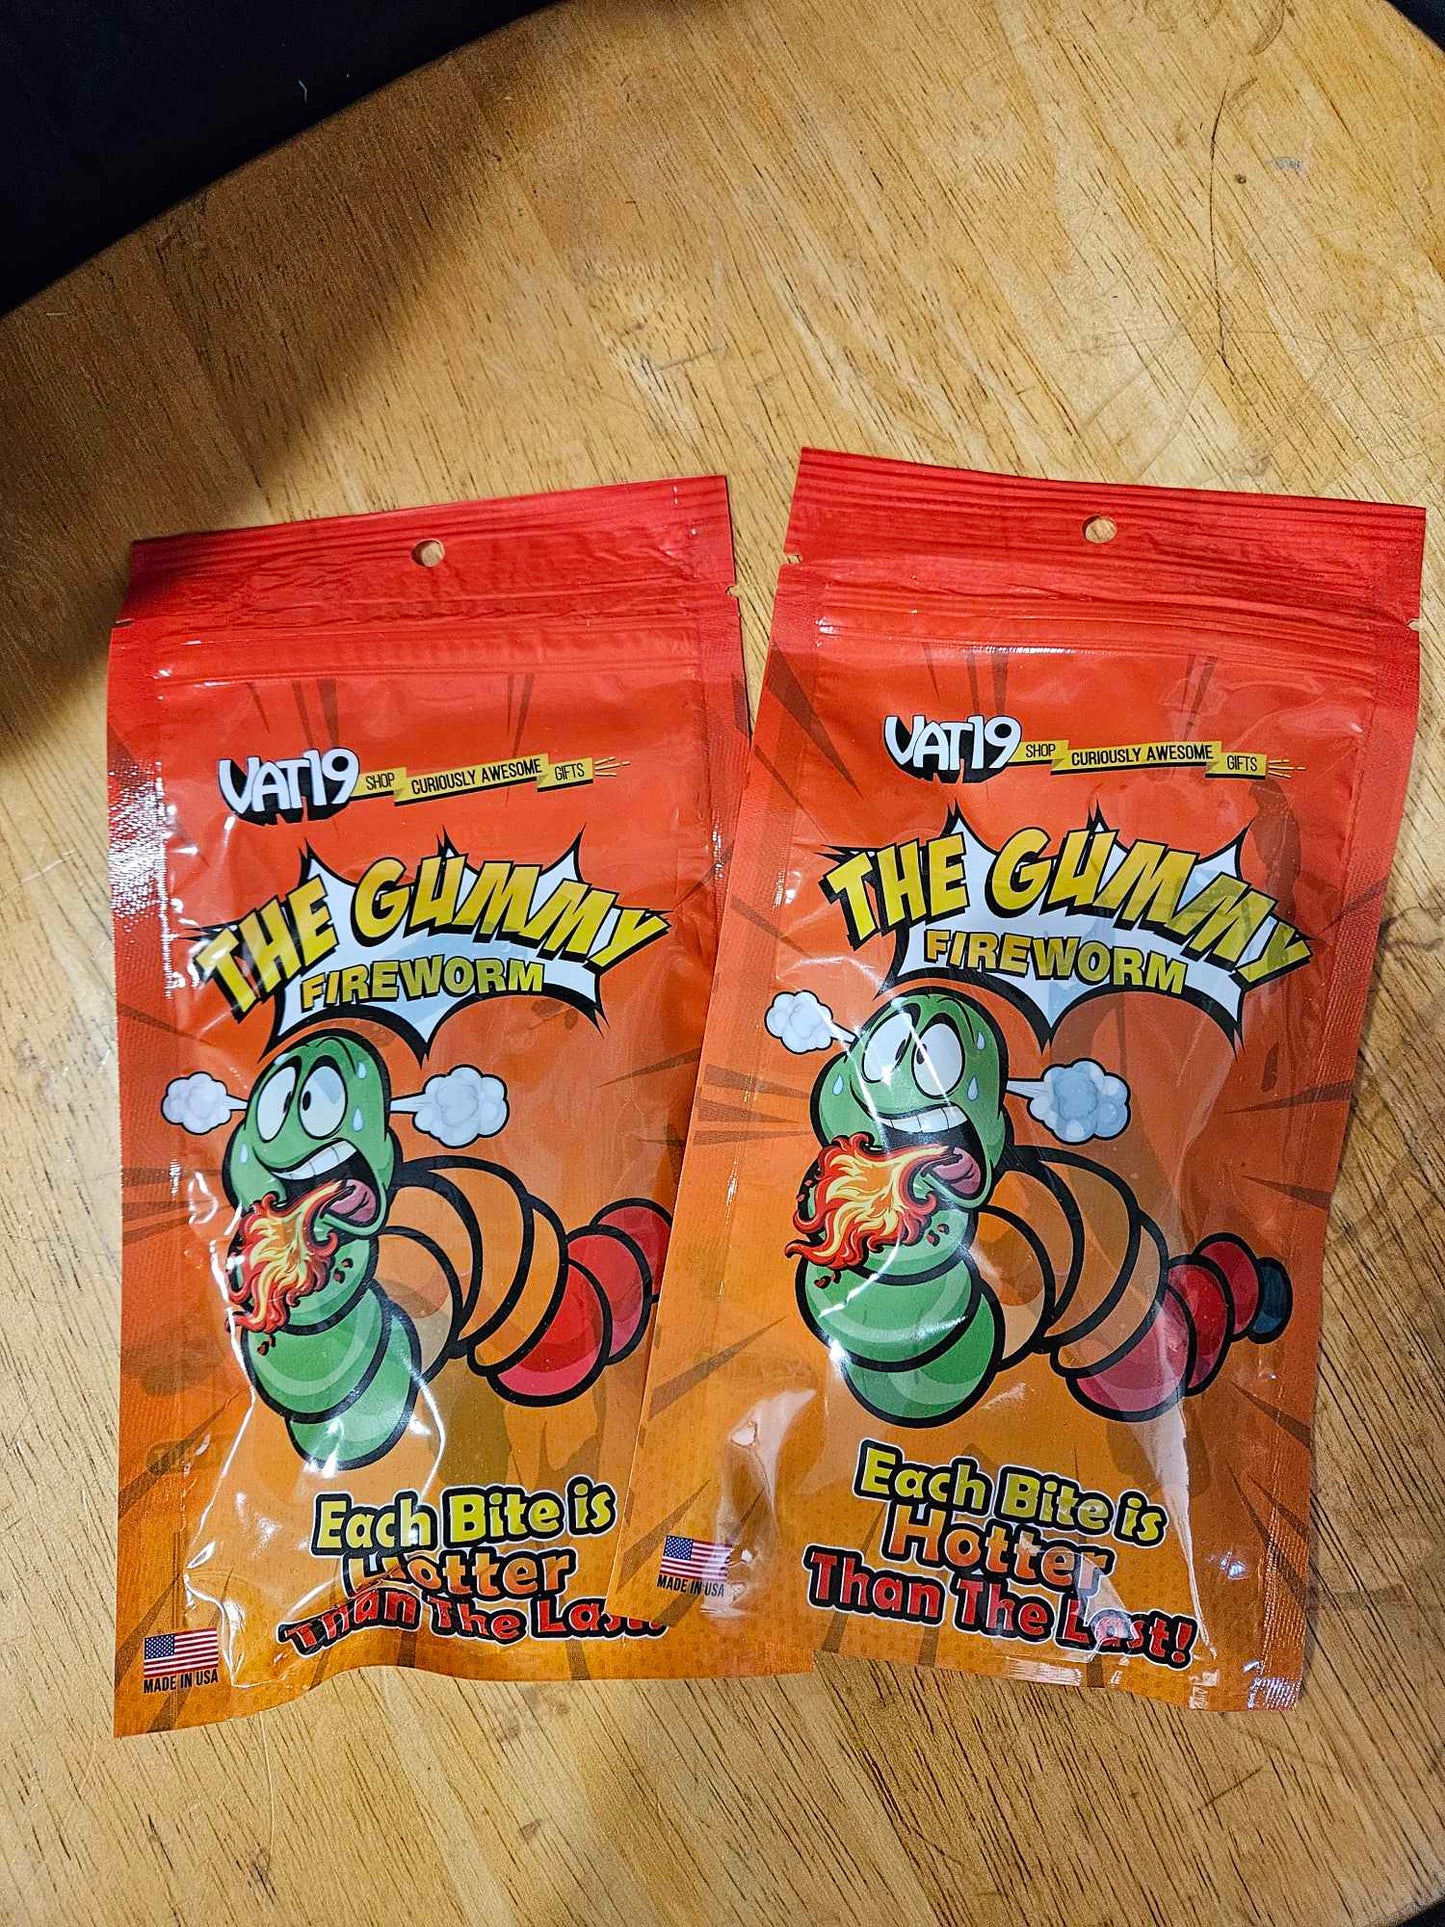 VAT19 SHOP CURIOUSLY AWESOME GIFTS
THE GUMMY
FIREWORM
Each Bite is
Hotter
Than The Last!
MADE IN USA
VAT19 SHOP CURIOUSLY AWESOME GIFTS
THE GUMMY
FIREWORM
Each Bite is
Hotter
Than The Last!
MADE IN USA